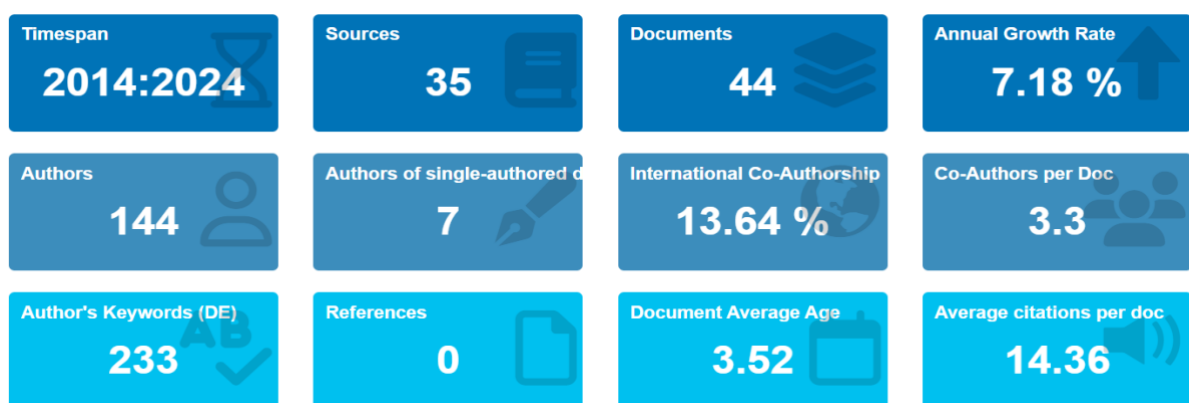 Timespan
2014:2024
Sources
35
Documents
44
Annual Growth Rate
7.18 %
Authors
144
Authors of single-authored d
7
International Co-Authorship
13.64 %
Co-Authors per Doc
3.3
Author's Keywords (DE)
233
AB
References
0
Document Average Age
3.52
Average citations per doc
14.36